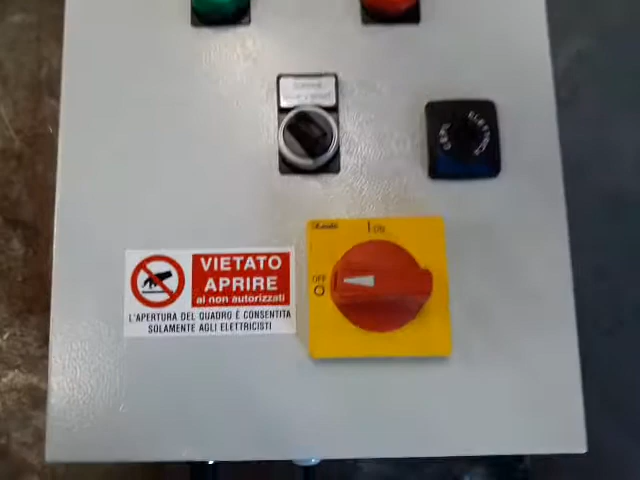 I ON
OFF
O
VIETATO
APRIRE
ai non autorizzati
L'APERTURA DEL QUADRO È CONSENTITA
SOLAMENTE AGLI ELETTRICISTI